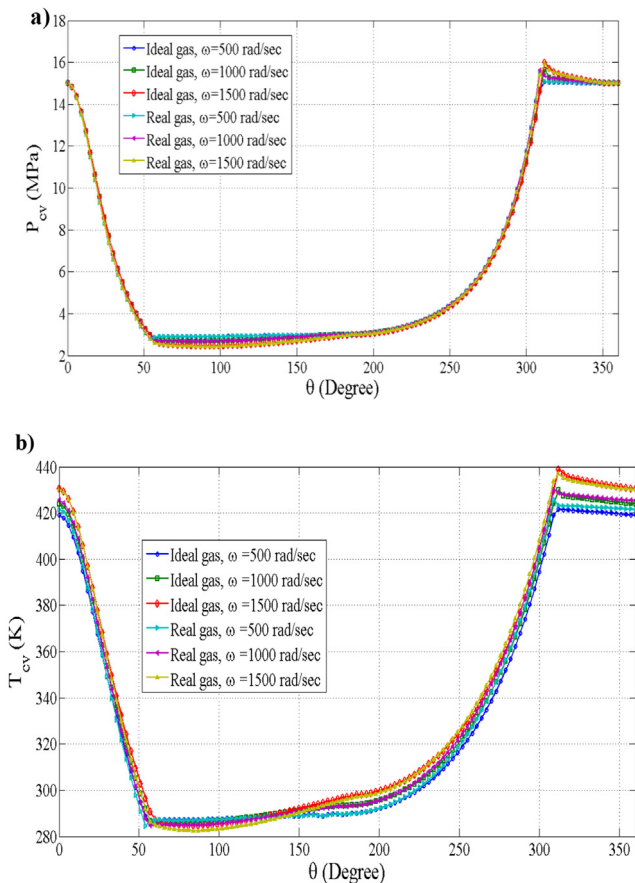 a)
18
16
14
12
10
8
6
4
2
P_cv (MPa)
Ideal gas, ω=500 rad/sec
Ideal gas, ω=1000 rad/sec
Ideal gas, ω=1500 rad/sec
Real gas, ω=500 rad/sec
Real gas, ω=1000 rad/sec
Real gas, ω=1500 rad/sec
0 50 100 150 200 250 300 350
θ (Degree)
b)
440
420
400
380
360
340
320
300
280
T_cv (K)
Ideal gas, ω =500 rad/sec
Ideal gas, ω =1000 rad/sec
Ideal gas, ω =1500 rad/sec
Real gas, ω =500 rad/sec
Real gas, ω =1000 rad/sec
Real gas, ω =1500 rad/sec
0 50 100 150 200 250 300 350
θ (Degree)